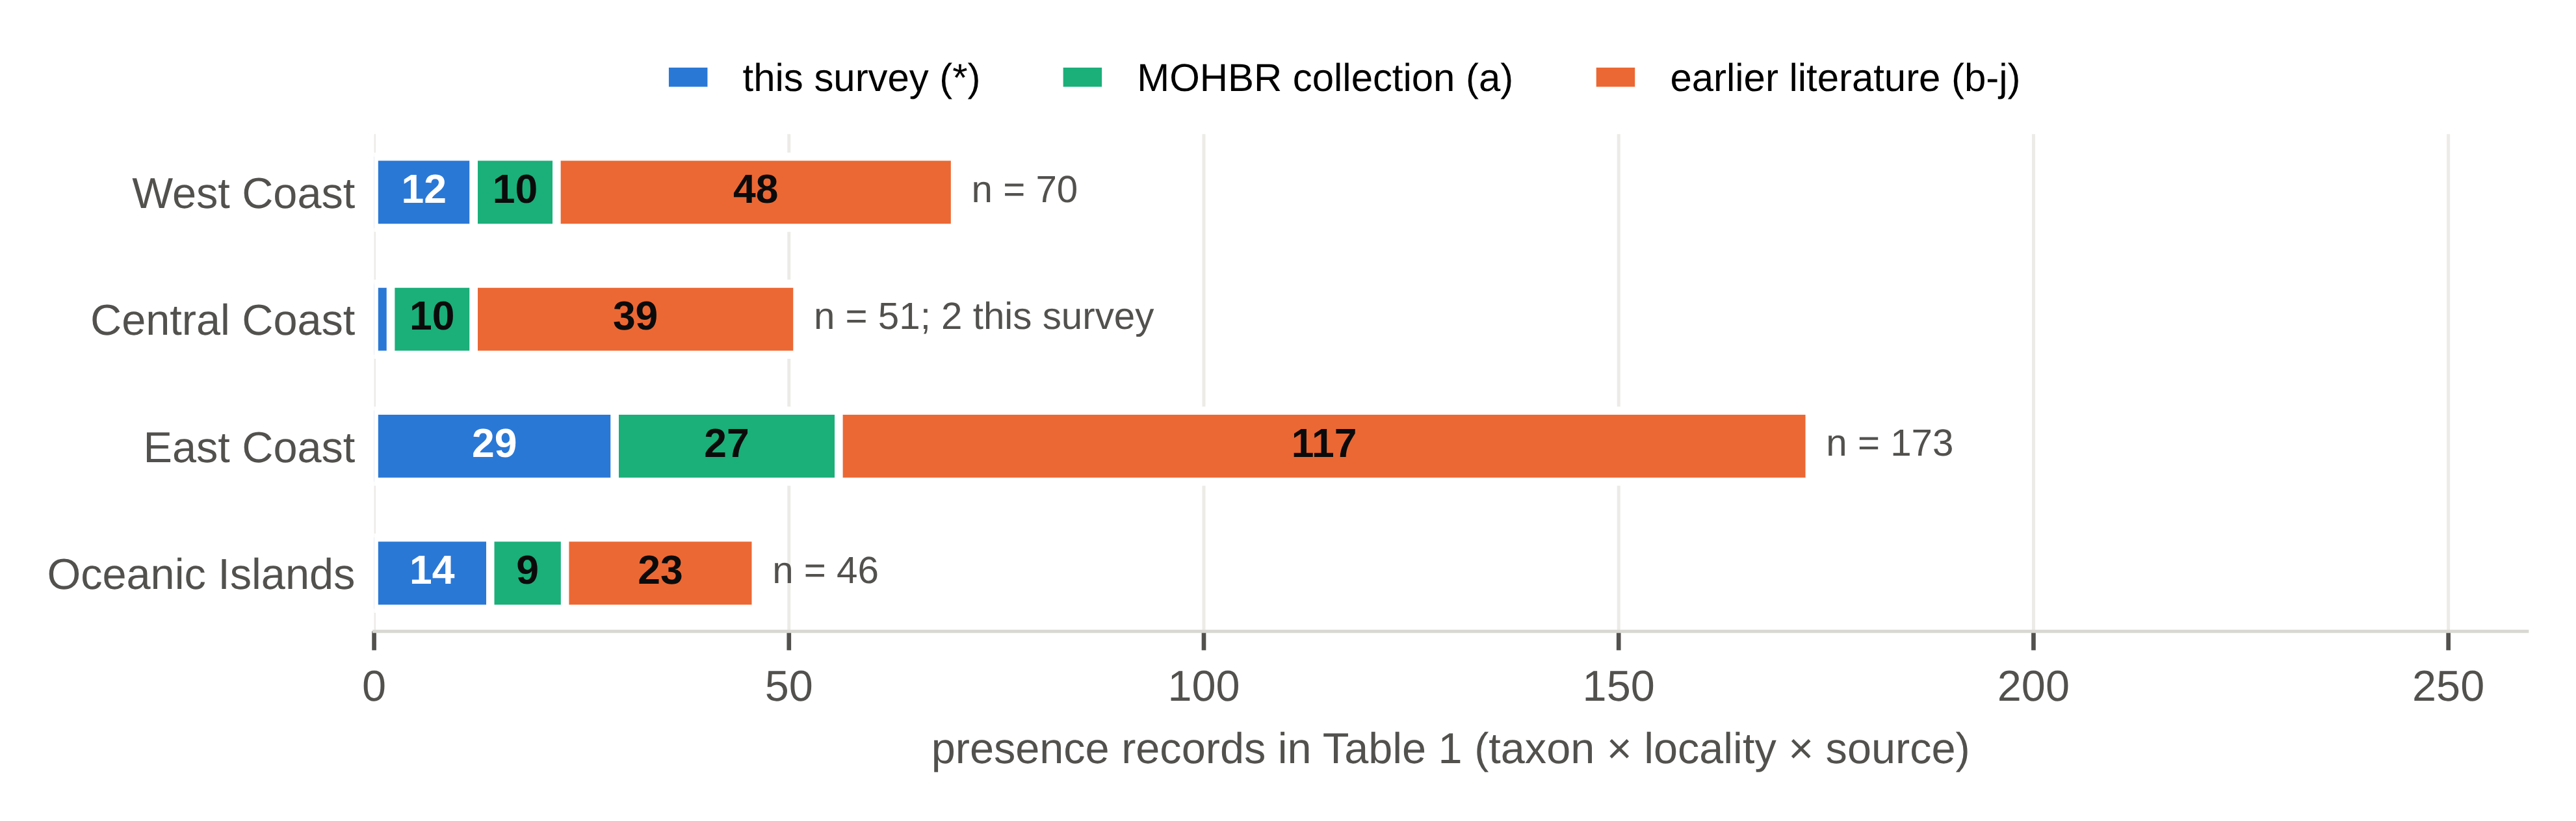 this survey (*) MOHBR collection (a) earlier literature (b-j)
West Coast 12 10 48 n = 70
Central Coast 10 39 n = 51; 2 this survey
East Coast 29 27 117 n = 173
Oceanic Islands 14 9 23 n = 46
0 50 100 150 200 250
presence records in Table 1 (taxon × locality × source)